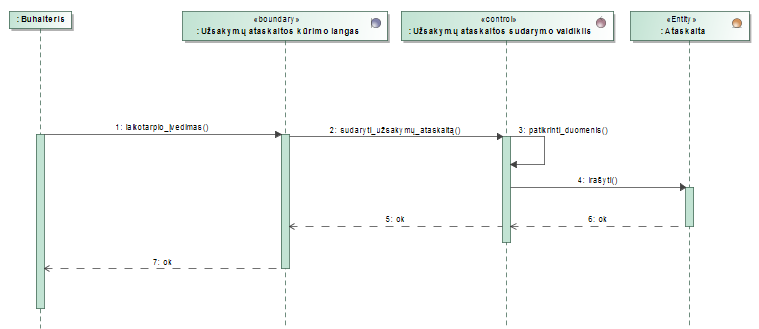 : Buhalteris
«boundary»
: Užsakymų ataskaitos kūrimo langas
«control»
: Užsakymų ataskaitos sudarymo valdiklis
«Entity»
: Ataskaita
1: laikotarpio_įvedimas()
2: sudaryti_užsakymų_ataskaitą()
3: patikrinti_duomenis()
4: įrašyti()
5: ok
6: ok
7: ok